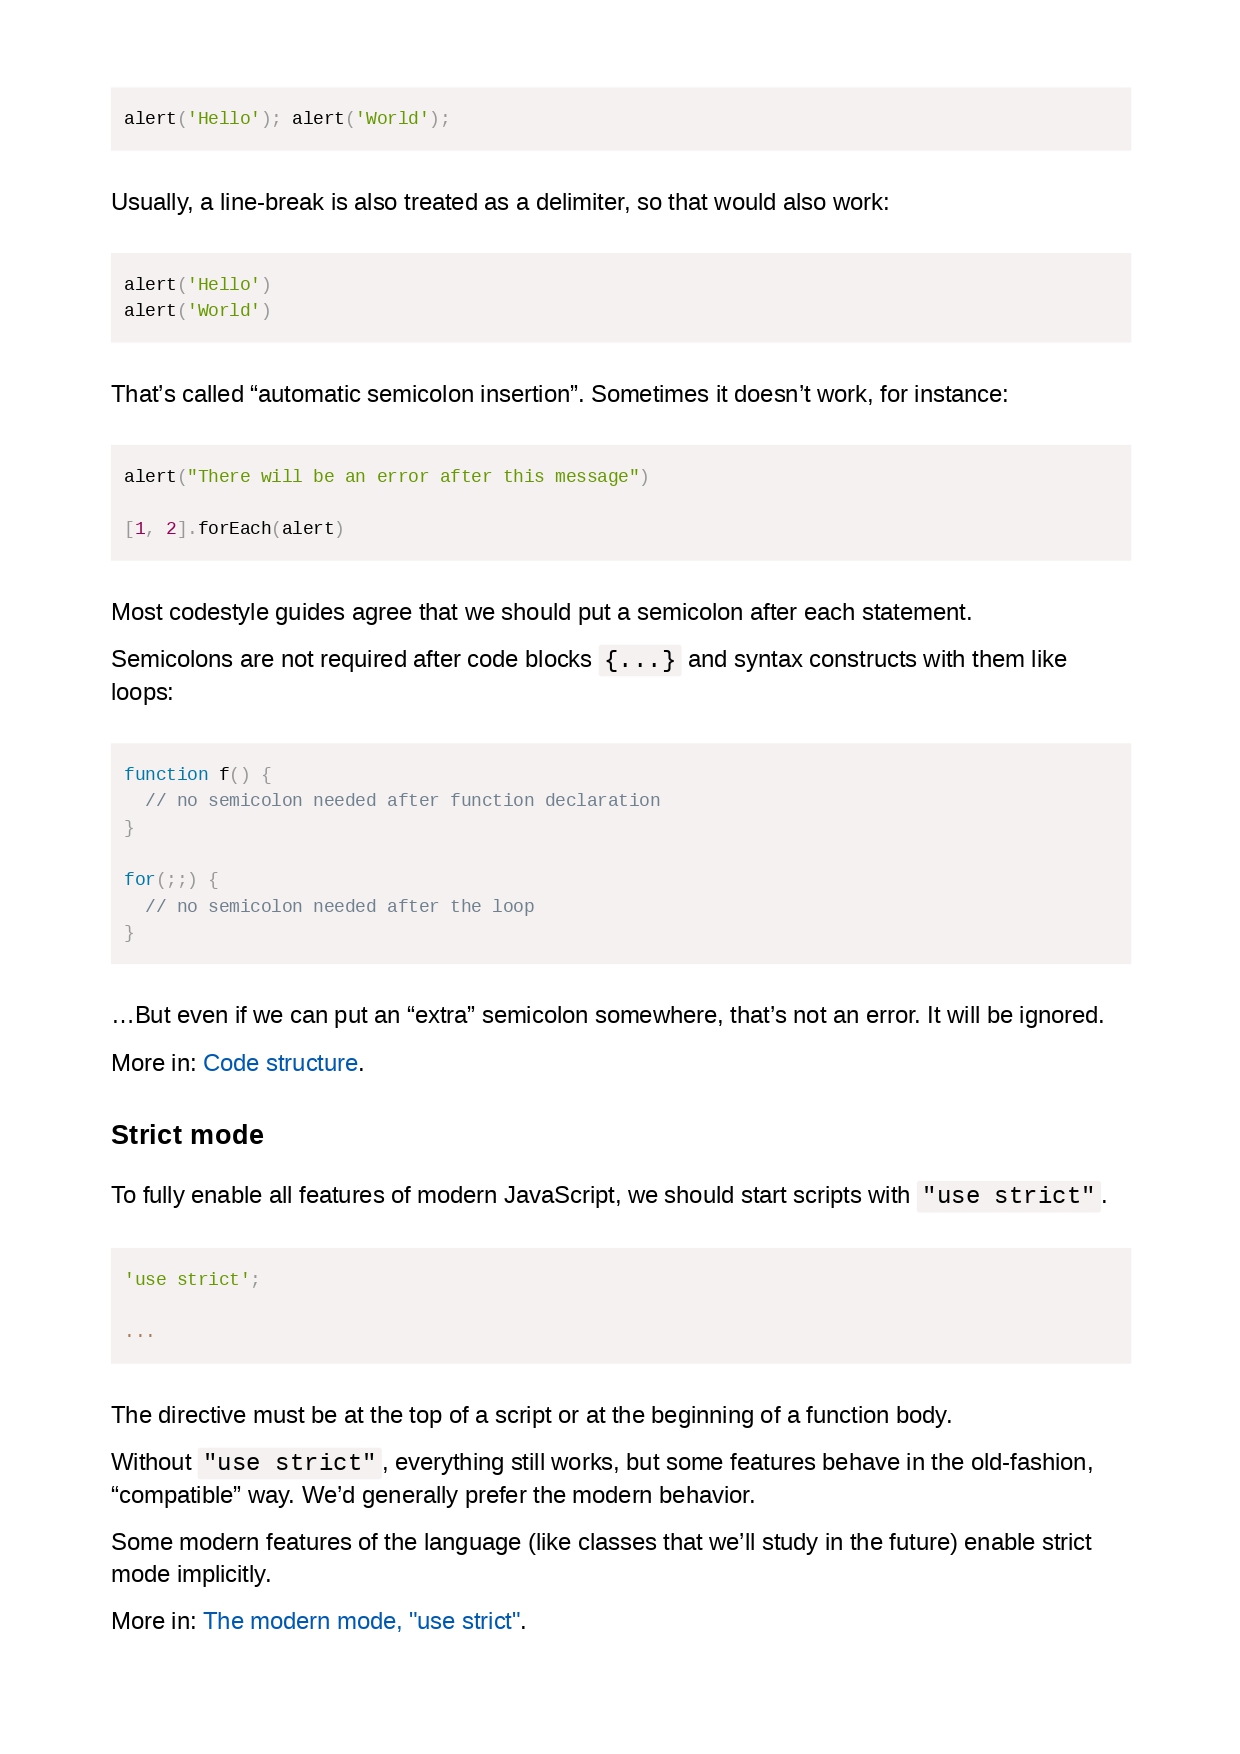 alert('Hello'); alert('World');
Usually, a line-break is also treated as a delimiter, so that would also work:
alert('Hello')
alert('World')
That’s called “automatic semicolon insertion”. Sometimes it doesn’t work, for instance:
alert("There will be an error after this message")
[1, 2].forEach(alert)
Most codestyle guides agree that we should put a semicolon after each statement.
Semicolons are not required after code blocks {...} and syntax constructs with them like
loops:
function f() {
  // no semicolon needed after function declaration
}
for(;;) {
  // no semicolon needed after the loop
}
…But even if we can put an “extra” semicolon somewhere, that’s not an error. It will be ignored.
More in: Code structure.
Strict mode
To fully enable all features of modern JavaScript, we should start scripts with "use strict".
'use strict';
...
The directive must be at the top of a script or at the beginning of a function body.
Without "use strict", everything still works, but some features behave in the old-fashion,
“compatible” way. We’d generally prefer the modern behavior.
Some modern features of the language (like classes that we’ll study in the future) enable strict
mode implicitly.
More in: The modern mode, "use strict".